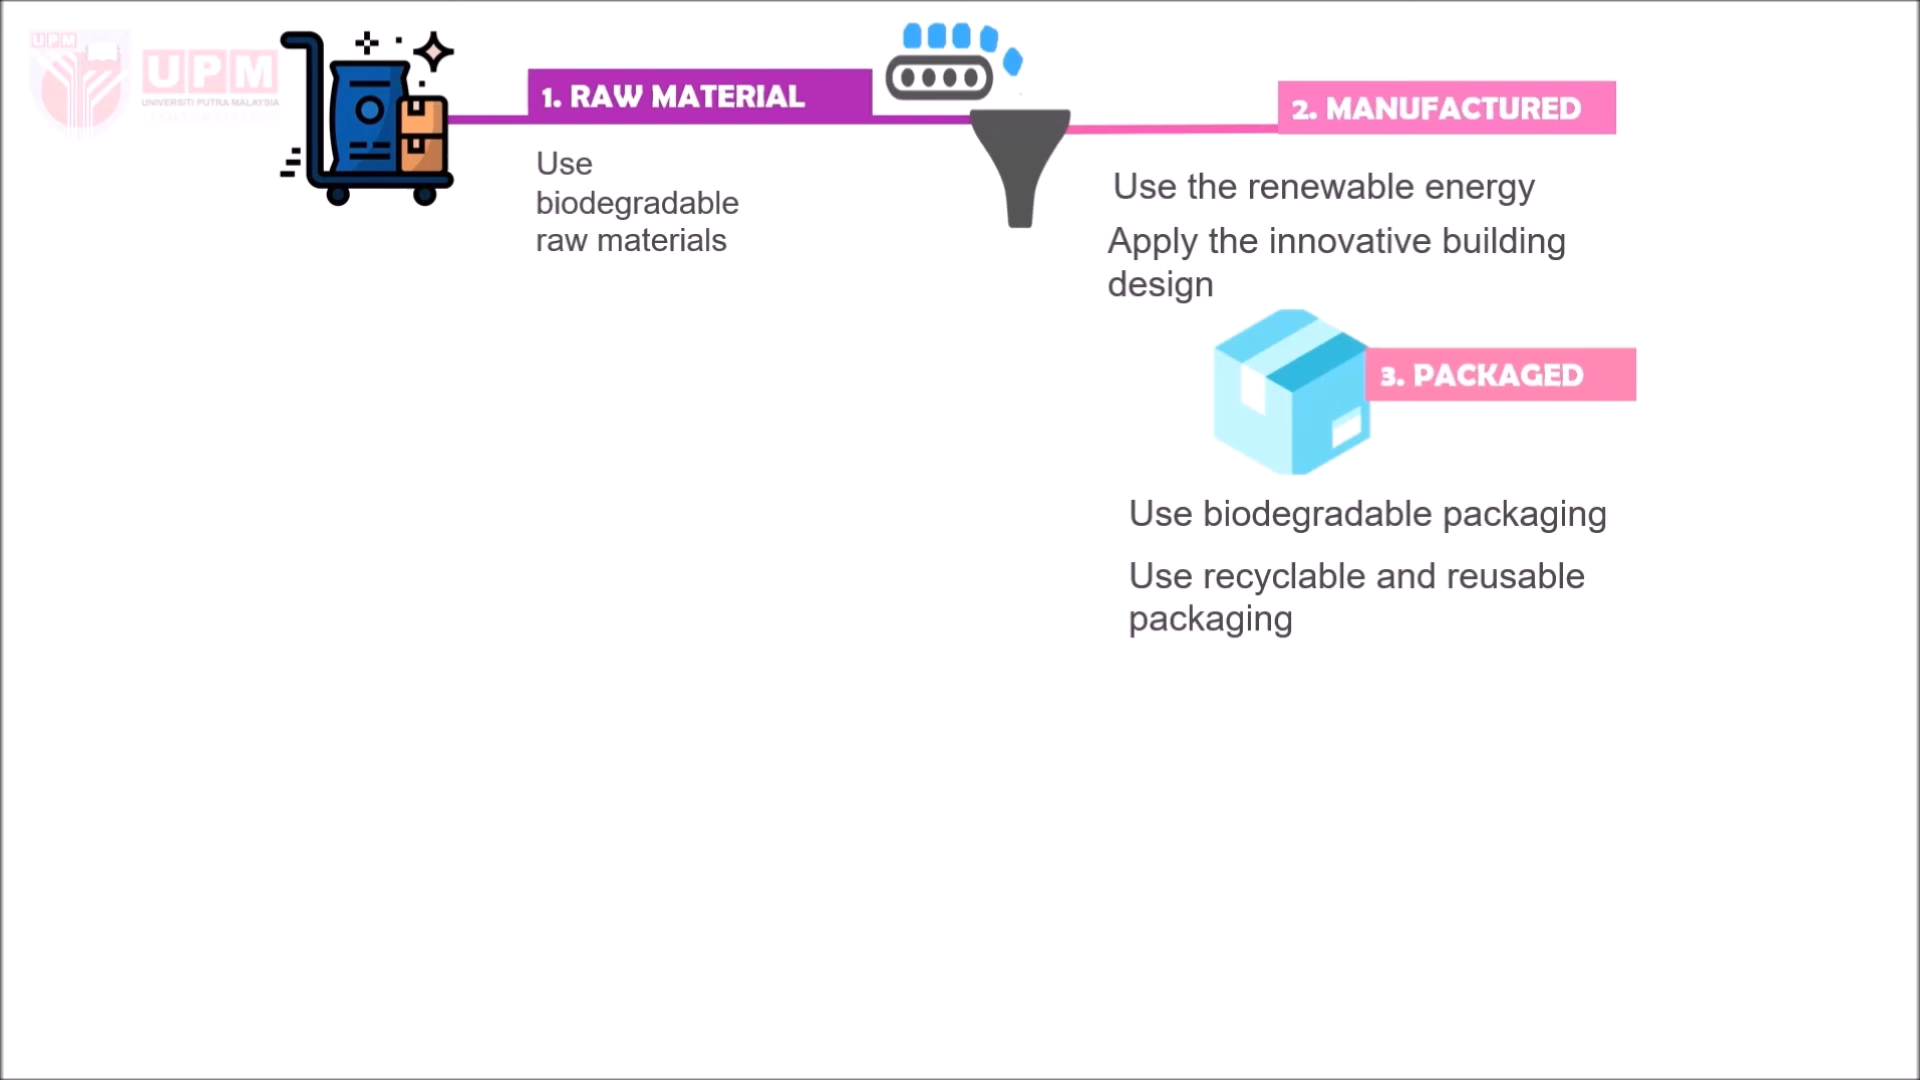 UPM
UPM
UNIVERSITI PUTRA MALAYSIA
1. RAW MATERIAL
Use
biodegradable
raw materials
2. MANUFACTURED
Use the renewable energy
Apply the innovative building
design
3. PACKAGED
Use biodegradable packaging
Use recyclable and reusable
packaging